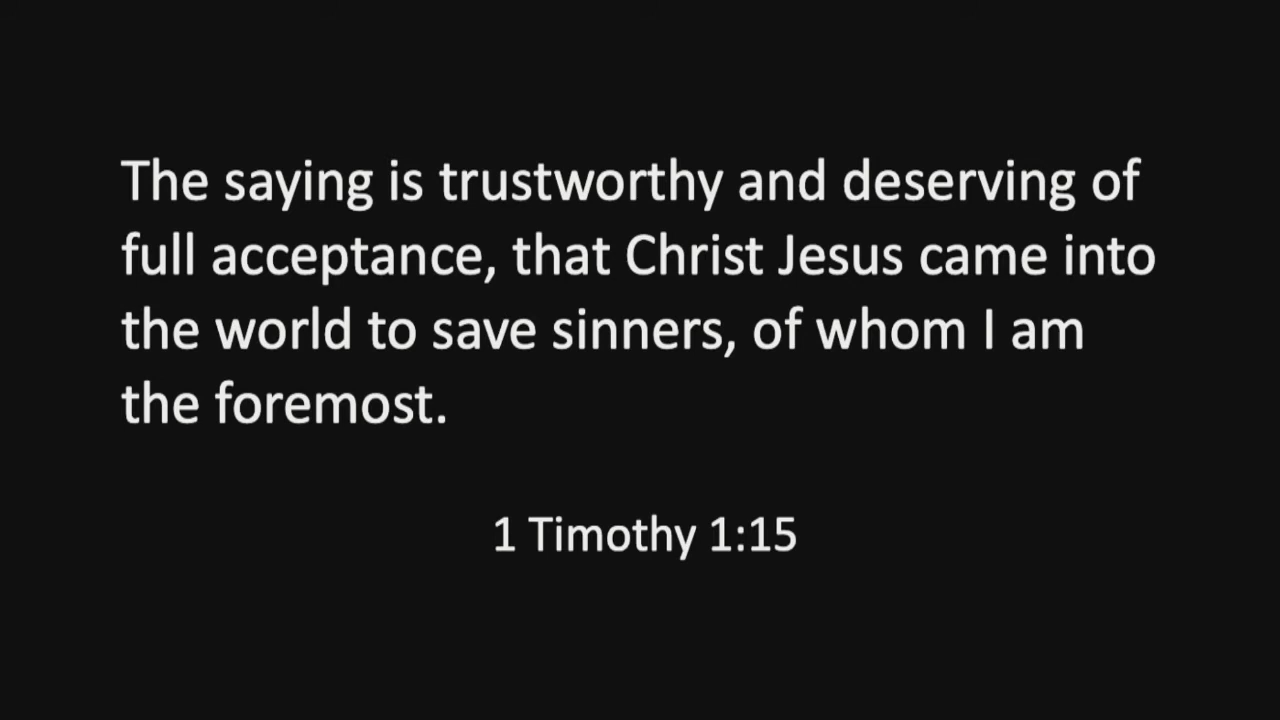 The saying is trustworthy and deserving of
full acceptance, that Christ Jesus came into
the world to save sinners, of whom I am
the foremost.
1 Timothy 1:15